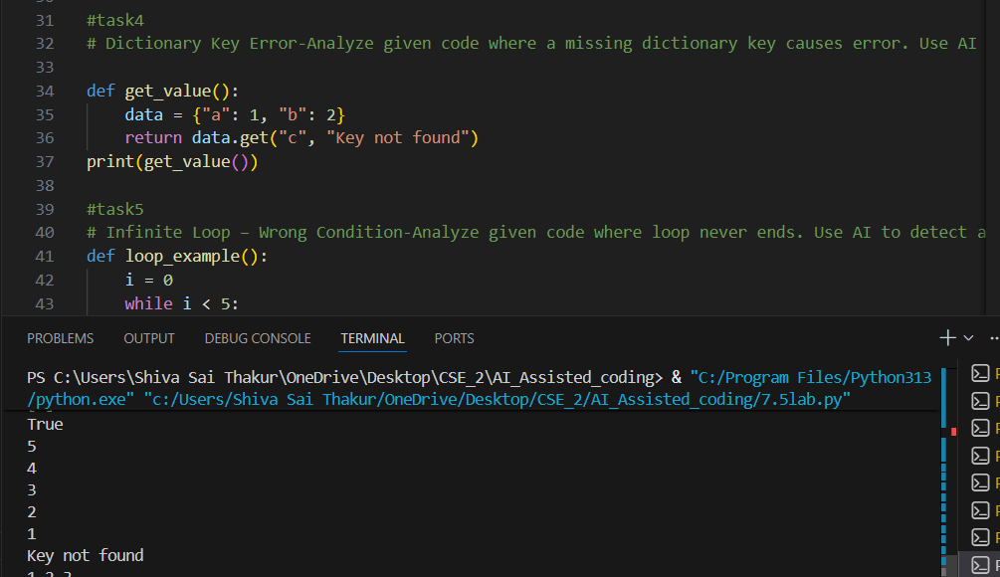 31 #task4
32 # Dictionary Key Error-Analyze given code where a missing dictionary key causes error. Use AI
33
34 def get_value():
35     data = {"a": 1, "b": 2}
36     return data.get("c", "Key not found")
37 print(get_value())
38
39 #task5
40 # Infinite Loop – Wrong Condition-Analyze given code where loop never ends. Use AI to detect a
41 def loop_example():
42     i = 0
43     while i < 5:
PROBLEMS OUTPUT DEBUG CONSOLE TERMINAL PORTS
PS C:\Users\Shiva Sai Thakur\OneDrive\Desktop\CSE_2\AI_Assisted_coding> & "C:/Program Files/Python313
/python.exe" "c:/Users/Shiva Sai Thakur/OneDrive/Desktop/CSE_2/AI_Assisted_coding/7.5lab.py"
True
5
4
3
2
1
Key not found
1 2 3